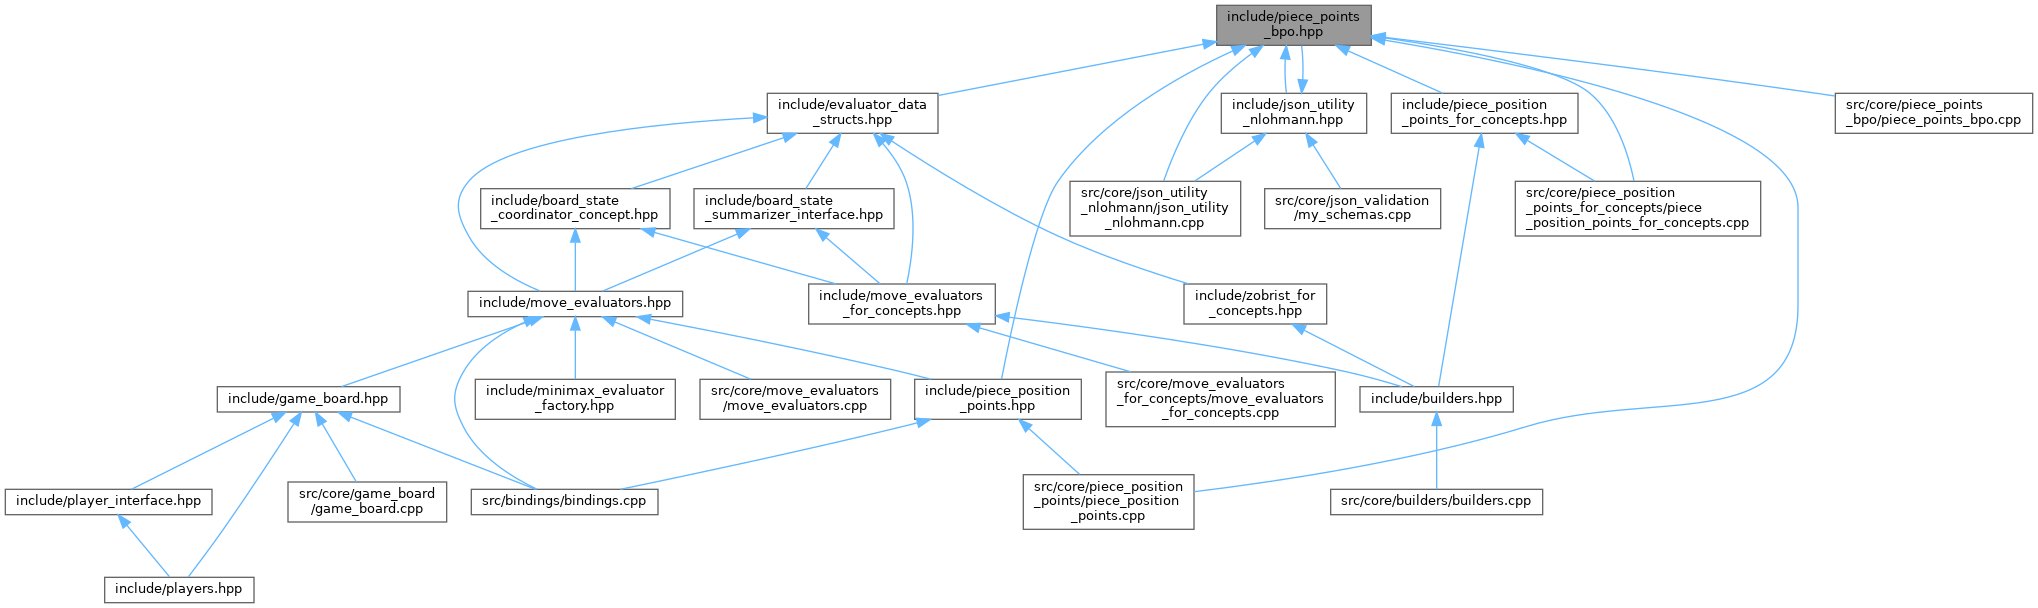 include/piece_points
_bpo.hpp
include/evaluator_data
_structs.hpp
include/json_utility
_nlohmann.hpp
include/piece_position
_points_for_concepts.hpp
src/core/piece_points
_bpo/piece_points_bpo.cpp
include/board_state
_coordinator_concept.hpp
include/board_state
_summarizer_interface.hpp
src/core/json_utility
_nlohmann/json_utility
_nlohmann.cpp
src/core/json_validation
/my_schemas.cpp
src/core/piece_position
_points_for_concepts/piece
_position_points_for_concepts.cpp
include/move_evaluators.hpp
include/move_evaluators
_for_concepts.hpp
include/zobrist_for
_concepts.hpp
include/game_board.hpp
include/minimax_evaluator
_factory.hpp
src/core/move_evaluators
/move_evaluators.cpp
include/piece_position
_points.hpp
src/core/move_evaluators
_for_concepts/move_evaluators
_for_concepts.cpp
include/builders.hpp
include/player_interface.hpp
src/core/game_board
/game_board.cpp
src/bindings/bindings.cpp
src/core/piece_position
_points/piece_position
_points.cpp
src/core/builders/builders.cpp
include/players.hpp